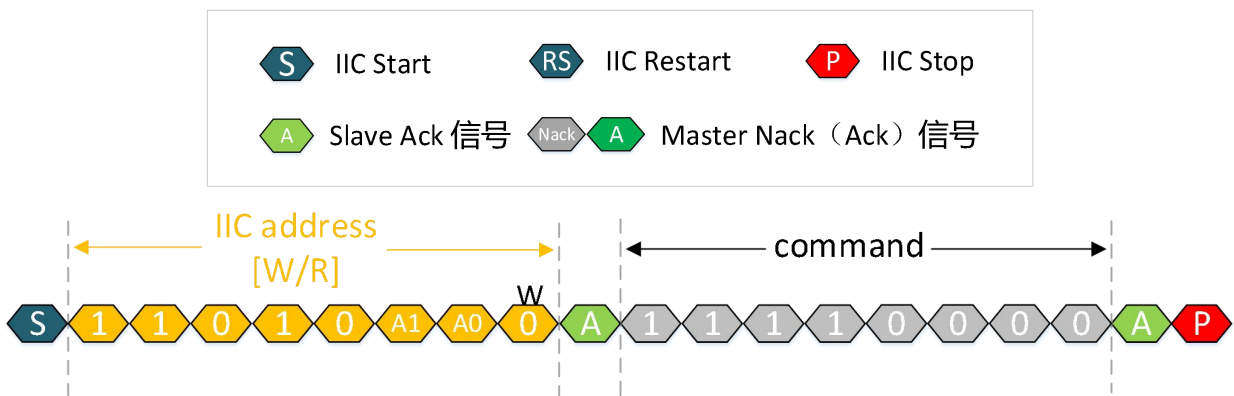 S IIC Start RS IIC Restart P IIC Stop
A Slave Ack 信号 Nack A Master Nack（Ack）信号
IIC address
[W/R]
command
W
S 1 1 0 1 0 A1 A0 0 A 1 1 1 1 0 0 0 0 A P